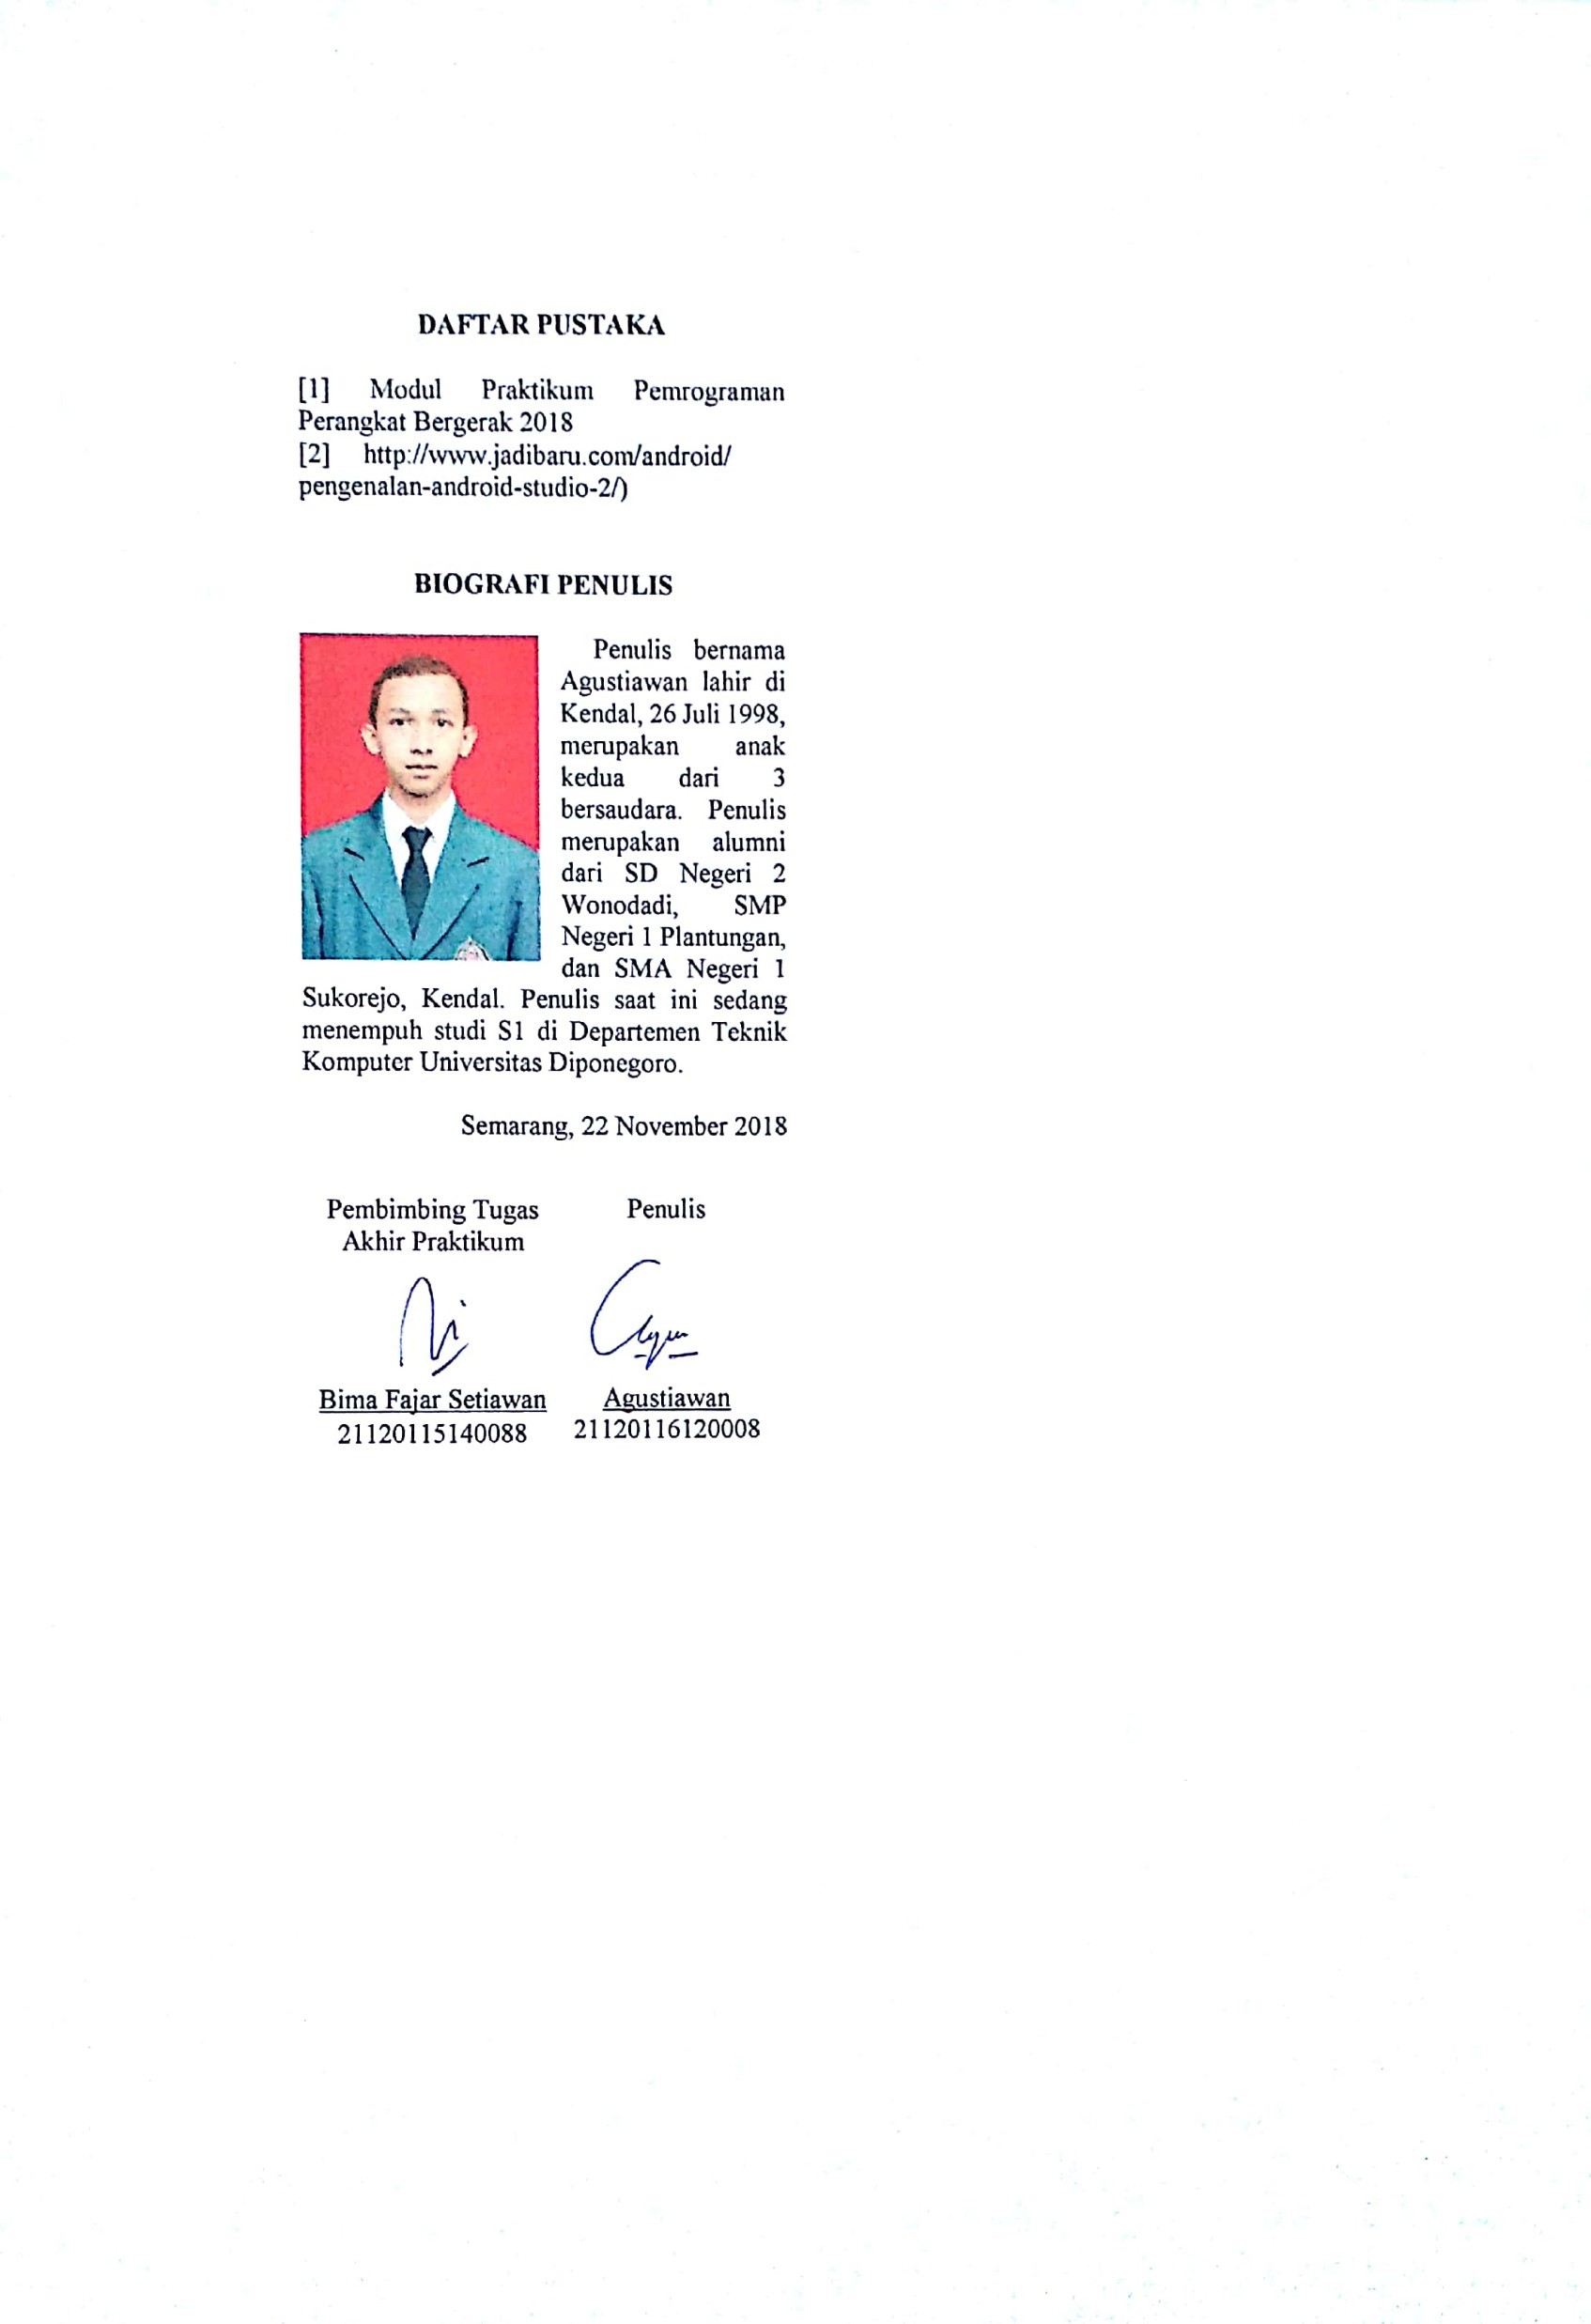 DAFTAR PUSTAKA
[1] Modul Praktikum Pemrograman
Perangkat Bergerak 2018
[2] http://www.jadibaru.com/android/
pengenalan-android-studio-2/)
BIOGRAFI PENULIS
Penulis bernama
Agustiawan lahir di
Kendal, 26 Juli 1998,
merupakan anak
kedua dari 3
bersaudara. Penulis
merupakan alumni
dari SD Negeri 2
Wonodadi, SMP
Negeri 1 Plantungan,
dan SMA Negeri 1
Sukorejo, Kendal. Penulis saat ini sedang
menempuh studi S1 di Departemen Teknik
Komputer Universitas Diponegoro.
Semarang, 22 November 2018
Pembimbing Tugas
Akhir Praktikum
Penulis
Bima Fajar Setiawan
21120115140088
Agustiawan
21120116120008